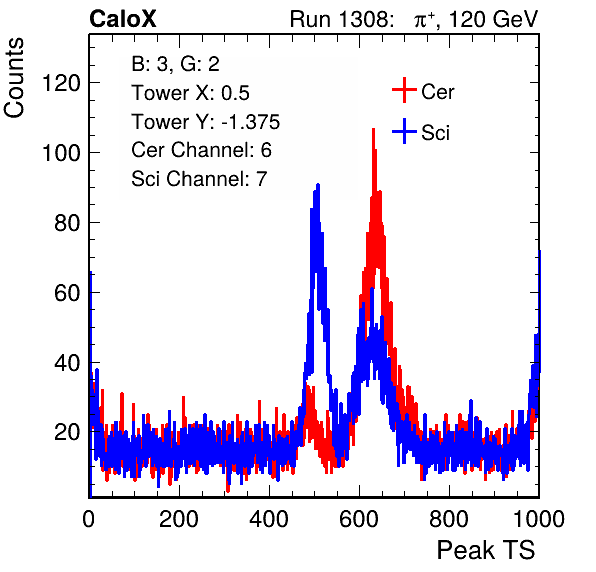 CaloX Run 1308: π⁺, 120 GeV
B: 3, G: 2
Tower X: 0.5
Tower Y: -1.375
Cer Channel: 6
Sci Channel: 7
Cer
Sci
Counts
120
100
80
60
40
20
0 200 400 600 800 1000
Peak TS